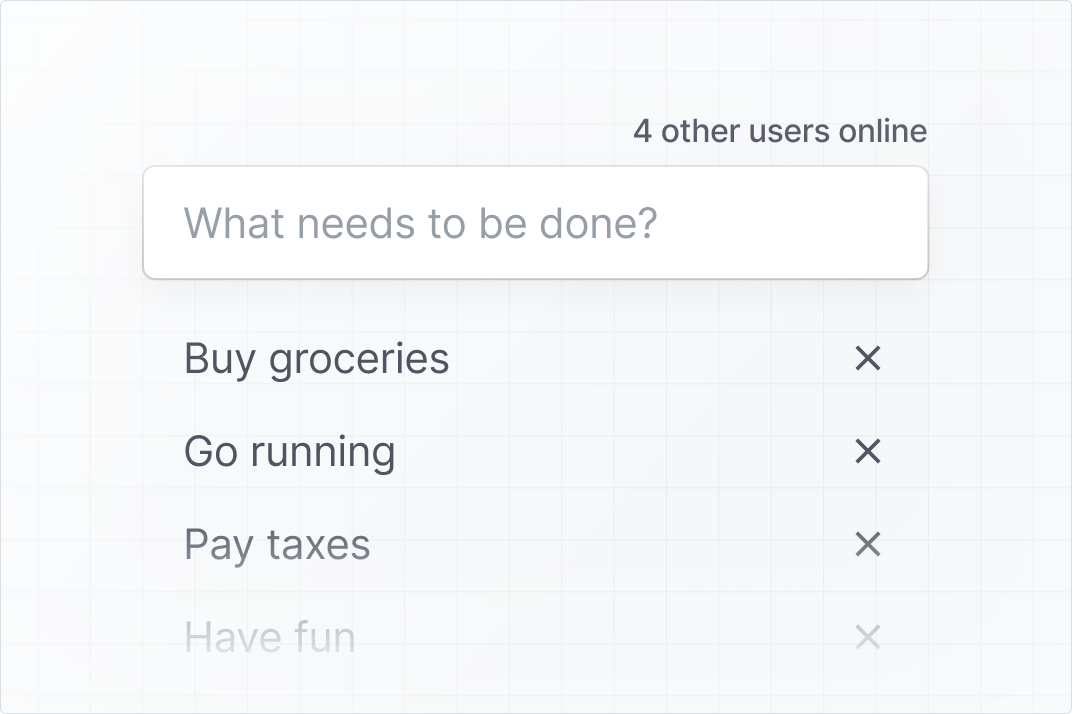 4 other users online
What needs to be done?
Buy groceries
Go running
Pay taxes
Have fun